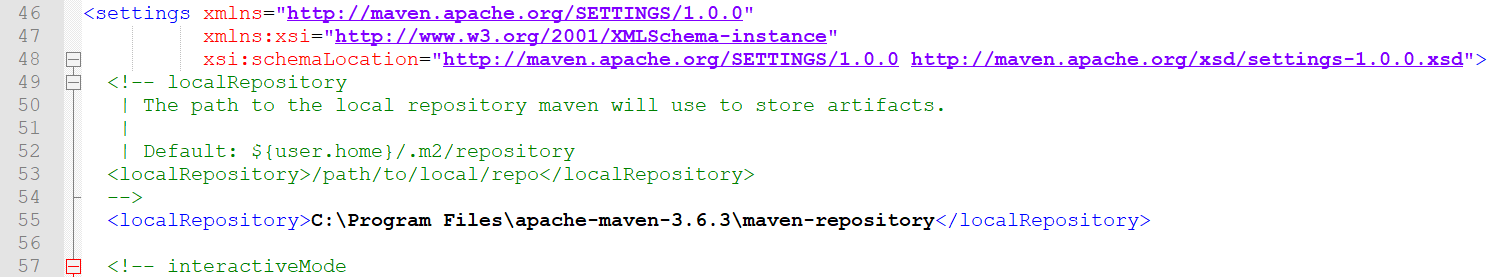 46 <settings xmlns="http://maven.apache.org/SETTINGS/1.0.0"
47 xmlns:xsi="http://www.w3.org/2001/XMLSchema-instance"
48 xsi:schemaLocation="http://maven.apache.org/SETTINGS/1.0.0 http://maven.apache.org/xsd/settings-1.0.0.xsd">
49 <!-- localRepository
50 | The path to the local repository maven will use to store artifacts.
51 |
52 | Default: ${user.home}/.m2/repository
53 <localRepository>/path/to/local/repo</localRepository>
54 -->
55 <localRepository>C:\Program Files\apache-maven-3.6.3\maven-repository</localRepository>
56
57 <!-- interactiveMode